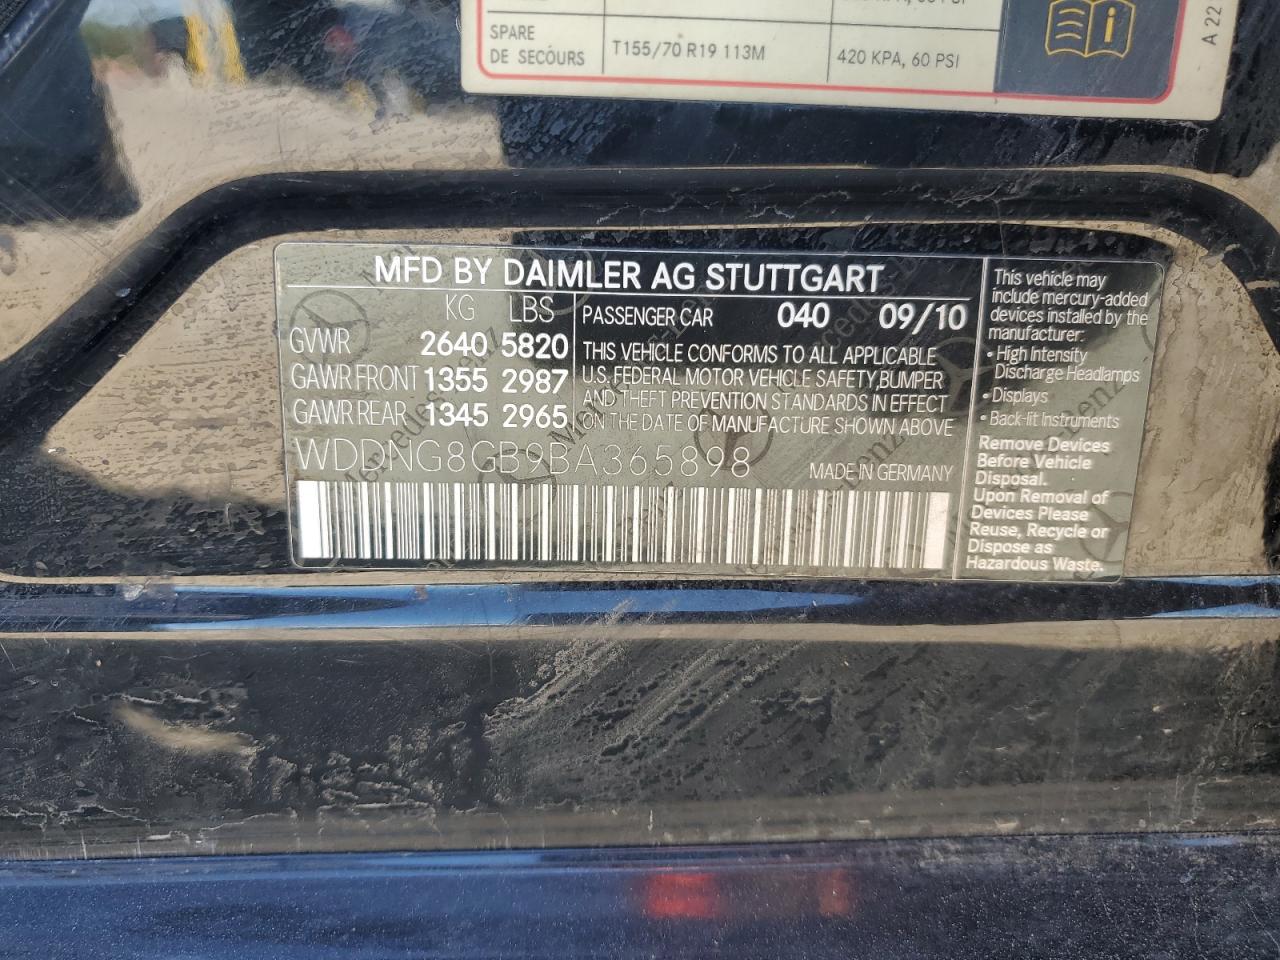 SPARE
DE SECOURS T155/70 R19 113M 420 KPA, 60 PSI
A 22
MFD BY DAIMLER AG STUTTGART
KG LBS
GVWR 2640 5820
GAWR FRONT 1355 2987
GAWR REAR 1345 2965
PASSENGER CAR 040 09/10
THIS VEHICLE CONFORMS TO ALL APPLICABLE
U.S. FEDERAL MOTOR VEHICLE SAFETY, BUMPER
AND THEFT PREVENTION STANDARDS IN EFFECT
ON THE DATE OF MANUFACTURE SHOWN ABOVE
WDDNG8GB9BA365898
MADE IN GERMANY
This vehicle may
include mercury-added
devices installed by the
manufacturer:
• High Intensity
Discharge Headlamps
• Displays
• Back-lit Instruments
Remove Devices
Before Vehicle
Disposal.
Upon Removal of
Devices Please
Reuse, Recycle or
Dispose as
Hazardous Waste.